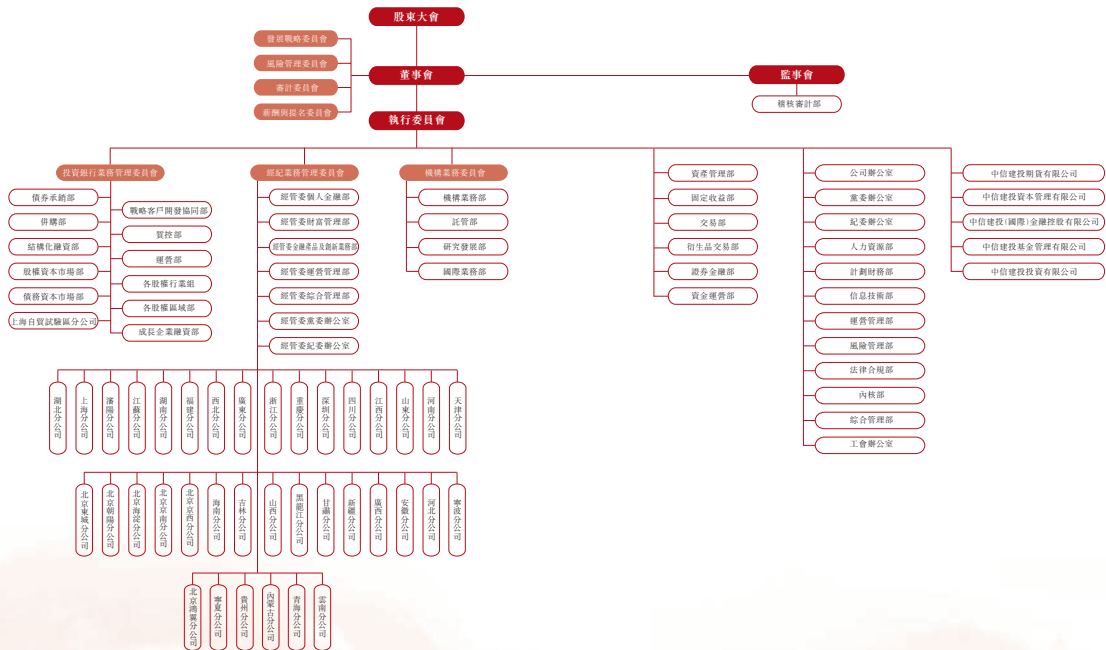 股東大會
發展戰略委員會
風險管理委員會
審計委員會
薪酬與提名委員會
董事會
監事會
稽核審計部
執行委員會
投資銀行業務管理委員會
債券承銷部
併購部
結構化融資部
股權資本市場部
債務資本市場部
上海自貿試驗區分公司
戰略客戶開發協同部
質控部
運營部
各股權行業組
各股權區域部
成長企業融資部
經紀業務管理委員會
經管委個人金融部
經管委財富管理部
經管委金融產品及創新業務部
經管委運營管理部
經管委綜合管理部
經管委黨委辦公室
經管委紀委辦公室
機構業務委員會
機構業務部
託管部
研究發展部
國際業務部
資產管理部
固定收益部
交易部
衍生品交易部
證券金融部
資金運營部
公司辦公室
黨委辦公室
紀委辦公室
人力資源部
計劃財務部
信息技術部
運營管理部
風險管理部
法律合規部
內核部
綜合管理部
工會辦公室
中信建投期貨有限公司
中信建投資本管理有限公司
中信建投(國際)金融控股有限公司
中信建投基金管理有限公司
中信建投投資有限公司
湖北分公司
上海分公司
瀋陽分公司
江蘇分公司
湖南分公司
福建分公司
西北分公司
廣東分公司
浙江分公司
重慶分公司
深圳分公司
四川分公司
江西分公司
山東分公司
河南分公司
天津分公司
北京東城分公司
北京朝陽分公司
北京海淀分公司
北京京南分公司
北京京西分公司
海南分公司
吉林分公司
山西分公司
黑龍江分公司
甘肅分公司
新疆分公司
廣西分公司
安徽分公司
河北分公司
寧波分公司
北京鴻翼分公司
寧夏分公司
貴州分公司
內蒙古分公司
青海分公司
雲南分公司